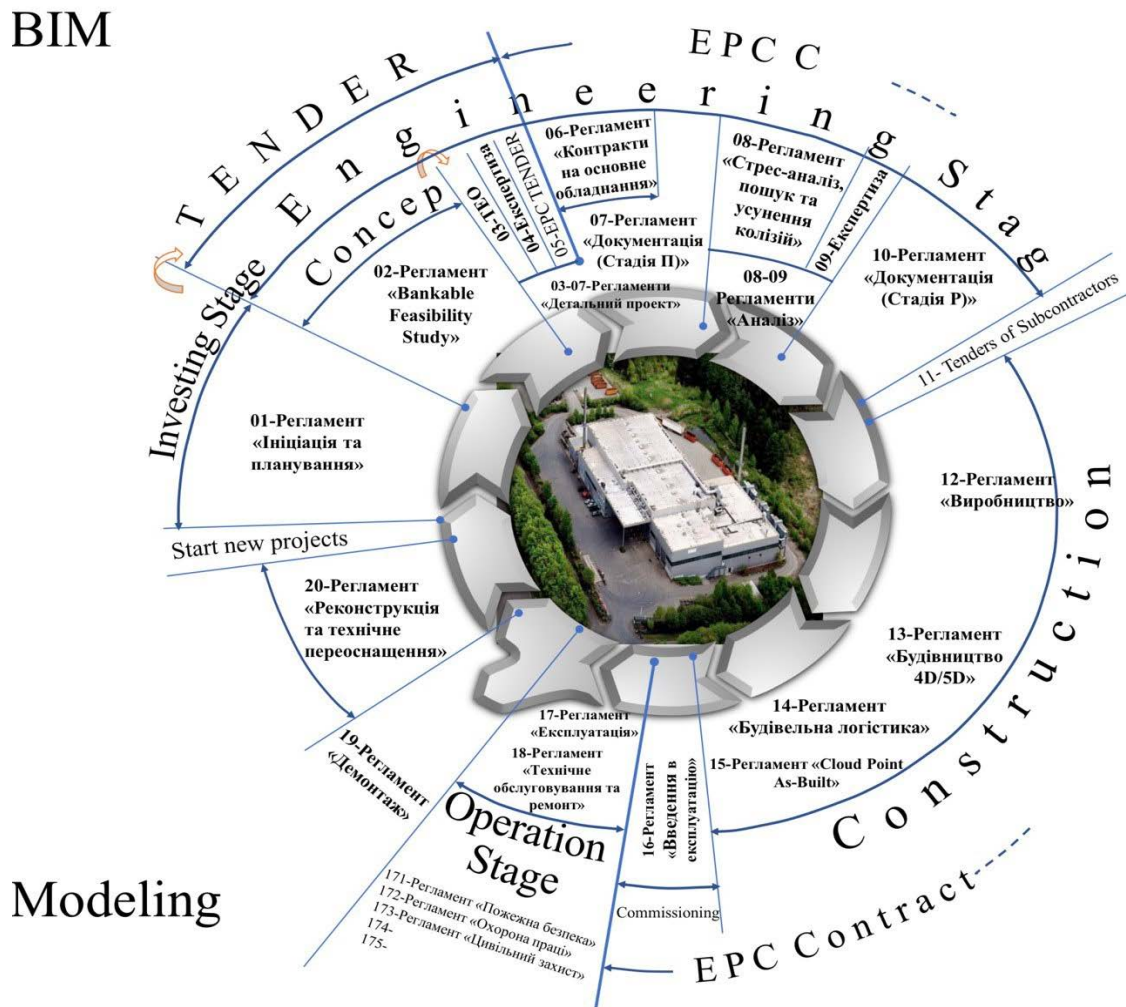 BIM
TENDER
EPC C
Engineering Stag
Concep
Investing Stage
01-Регламент
«Ініціація та
планування»
02-Регламент
«Bankable
Feasibility
Study»
03-ТЕО
04-Експертиза
05-EPC TENDER
06-Регламент
«Контракти
на основне
обладнання»
07-Регламент
«Документація
(Стадія П)»
03-07-Регламенти
«Детальний проект»
08-Регламент
«Стрес-аналіз,
пошук та
усунення
колізій»
09-Експертиза
08-09
Регламенти
«Аналіз»
10-Регламент
«Документація
(Стадія Р)»
11- Tenders of Subcontractors
12-Регламент
«Виробництво»
13-Регламент
«Будівництво
4D/5D»
14-Регламент
«Будівельна логістика»
15-Регламент «Cloud Point
As-Built»
Construction
16-Регламент
«Введення в
експлуатацію»
Commissioning
EPC Contract
17-Регламент
«Експлуатація»
18-Регламент
«Технічне
обслуговування та
ремонт»
Operation
Stage
171-Регламент «Пожежна безпека»
172-Регламент «Охорона праці»
173-Регламент «Цивільний захист»
174-
175-
19-Регламент
«Демонтаж»
20-Регламент
«Реконструкція
та технічне
переоснащення»
Start new projects
Modeling